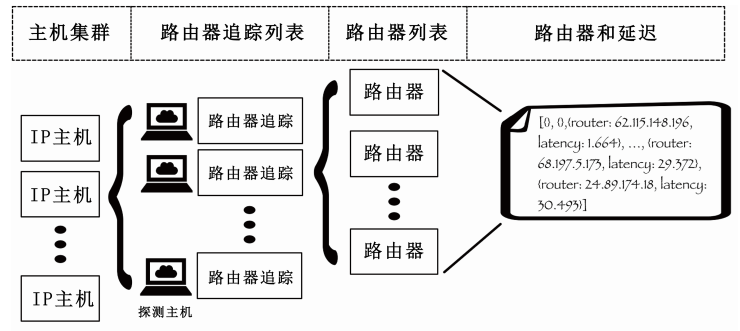 主机集群
路由器追踪列表
路由器列表
路由器和延迟
IP主机
IP主机
IP主机
路由器追踪
路由器追踪
路由器追踪
探测主机
路由器
路由器
路由器
[0, 0,(router: 62.115.148.196,
latency: 1.664), ..., (router:
68.197.5.173, latency: 29.372),
(router: 24.89.174.18, latency:
30.493)]